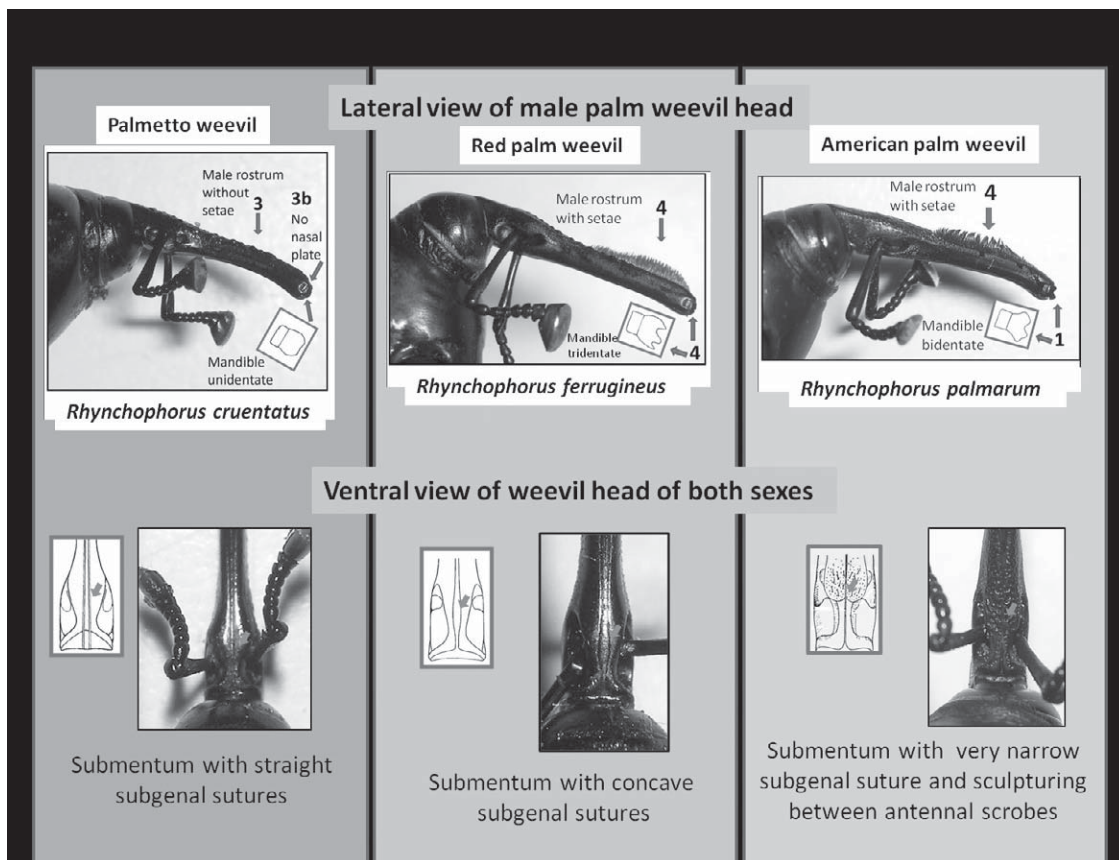 Lateral view of male palm weevil head
Palmetto weevil
Male rostrum
without
setae
3
3b
No
nasal
plate
Mandible
unidentate
Rhynchophorus cruentatus
Red palm weevil
Male rostrum
with setae
4
Mandible
tridentate
4
Rhynchophorus ferrugineus
American palm weevil
Male rostrum
with setae
4
Mandible
bidentate
1
Rhynchophorus palmarum
Ventral view of weevil head of both sexes
Submentum with straight
subgenal sutures
Submentum with concave
subgenal sutures
Submentum with very narrow
subgenal suture and sculpturing
between antennal scrobes